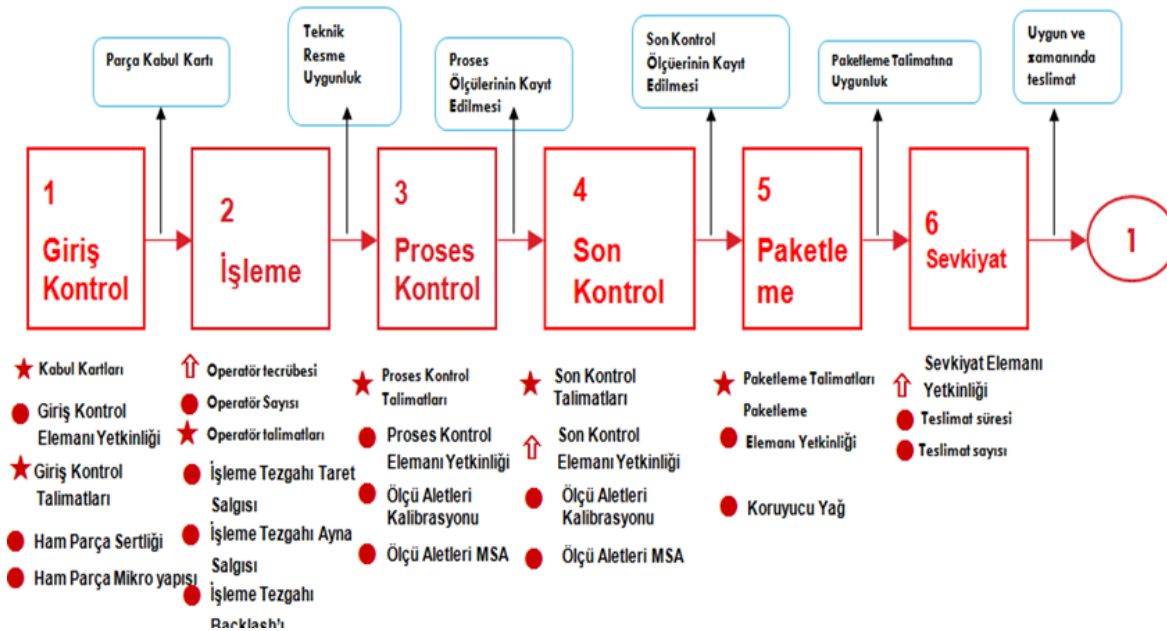 Parça Kabul Kartı
Teknik
Resme
Uygunluk
Proses
Ölçülerinin Kayıt
Edilmesi
Son Kontrol
Ölçüerinin Kayıt
Edilmesi
Paketleme Talimatına
Uygunluk
Uygun ve
zamanında
teslimat
1
Giriş
Kontrol
2
İşleme
3
Proses
Kontrol
4
Son
Kontrol
5
Paketle
me
6
Sevkiyat
1
Kabul Kartları
Giriş Kontrol
Elemanı Yetkinliği
Giriş Kontrol
Talimatları
Ham Parça Sertliği
Ham Parça Mikro yapısı
Operatör tecrübesi
Operatör Sayısı
Operatör talimatları
İşleme Tezgahı Taret
Salgısı
İşleme Tezgahı Ayna
Salgısı
İşleme Tezgahı
Backlash'ı
Proses Kontrol
Talimatları
Proses Kontrol
Elemanı Yetkinliği
Ölçü Aletleri
Kalibrasyonu
Ölçü Aletleri MSA
Son Kontrol
Talimatları
Son Kontrol
Elemanı Yetkinliği
Ölçü Aletleri
Kalibrasyonu
Ölçü Aletleri MSA
Paketleme Talimatları
Paketleme
Elemanı Yetkinliği
Koruyucu Yağ
Sevkiyat Elemanı
Yetkinliği
Teslimat süresi
Teslimat sayısı